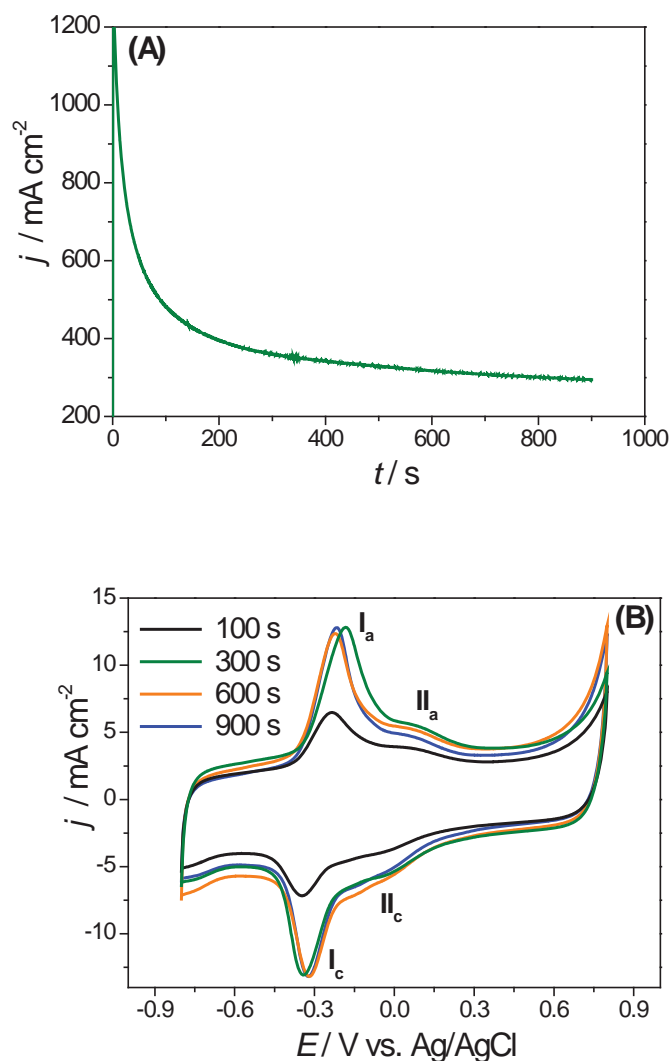 (A)
1200
1000
800
600
400
200
j / mA cm⁻²
0 200 400 600 800 1000
t / s
(B)
15
10
5
0
-5
-10
j / mA cm⁻²
100 s
300 s
600 s
900 s
Iₐ
IIₐ
II꜀
I꜀
-0.9 -0.6 -0.3 0.0 0.3 0.6 0.9
E / V vs. Ag/AgCl